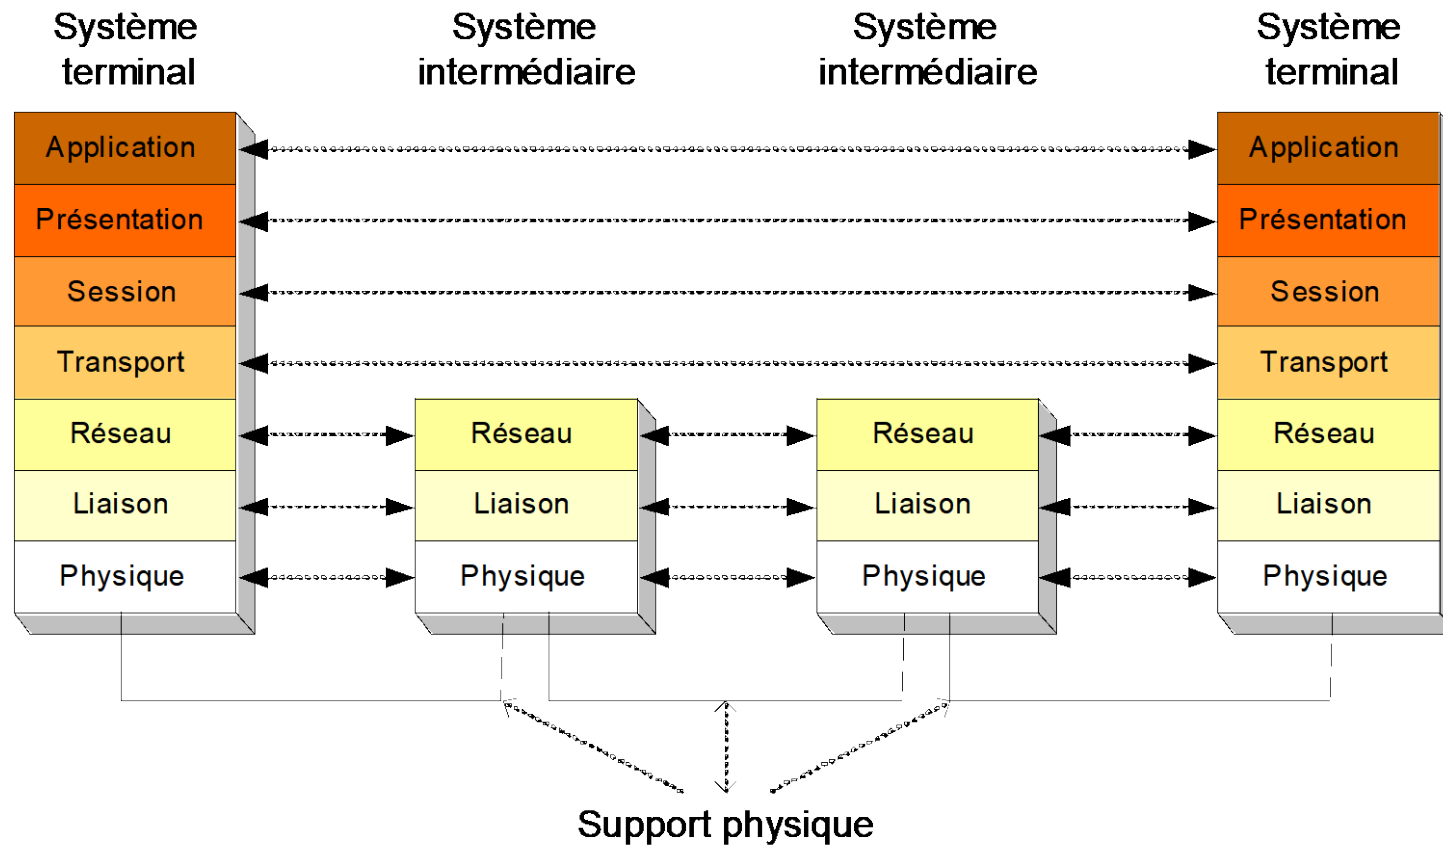 Système
terminal
Système
intermédiaire
Système
intermédiaire
Système
terminal
Application
Application
Présentation
Présentation
Session
Session
Transport
Transport
Réseau
Réseau
Réseau
Réseau
Liaison
Liaison
Liaison
Liaison
Physique
Physique
Physique
Physique
Support physique